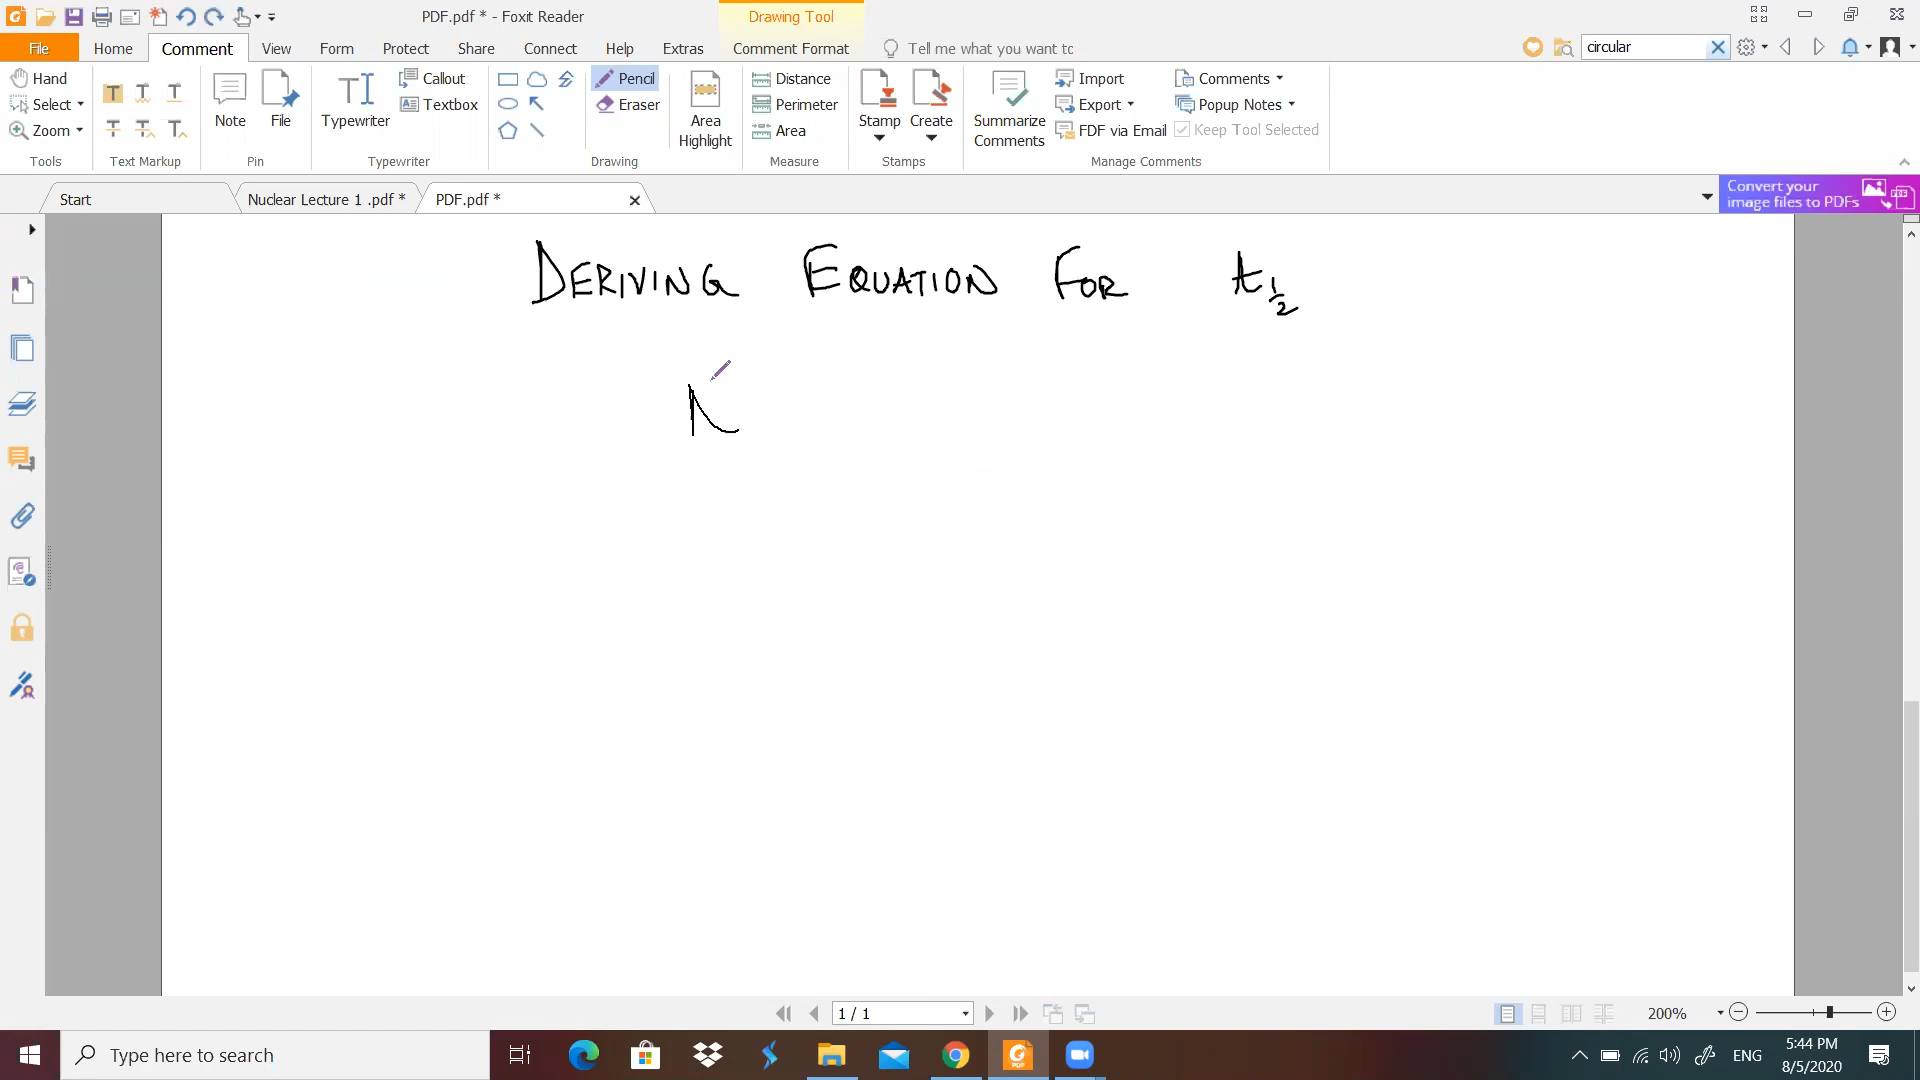 PDF.pdf * - Foxit Reader
Drawing Tool
File Home Comment View Form Protect Share Connect Help Extras Comment Format Tell me what you want to circular
Hand
Select
Zoom
Tools
Text Markup
Note
File
Pin
Typewriter
Callout
Textbox
Typewriter
Pencil
Eraser
Drawing
Area
Highlight
Distance
Perimeter
Area
Measure
Stamp
Create
Stamps
Summarize
Comments
Import
Export
FDF via Email
Comments
Popup Notes
Keep Tool Selected
Manage Comments
Start Nuclear Lecture 1 .pdf * PDF.pdf *
Convert your
image files to PDFs
DERIVING EQUATION FOR t½
1 / 1
200%
Type here to search
ENG
5:44 PM
8/5/2020